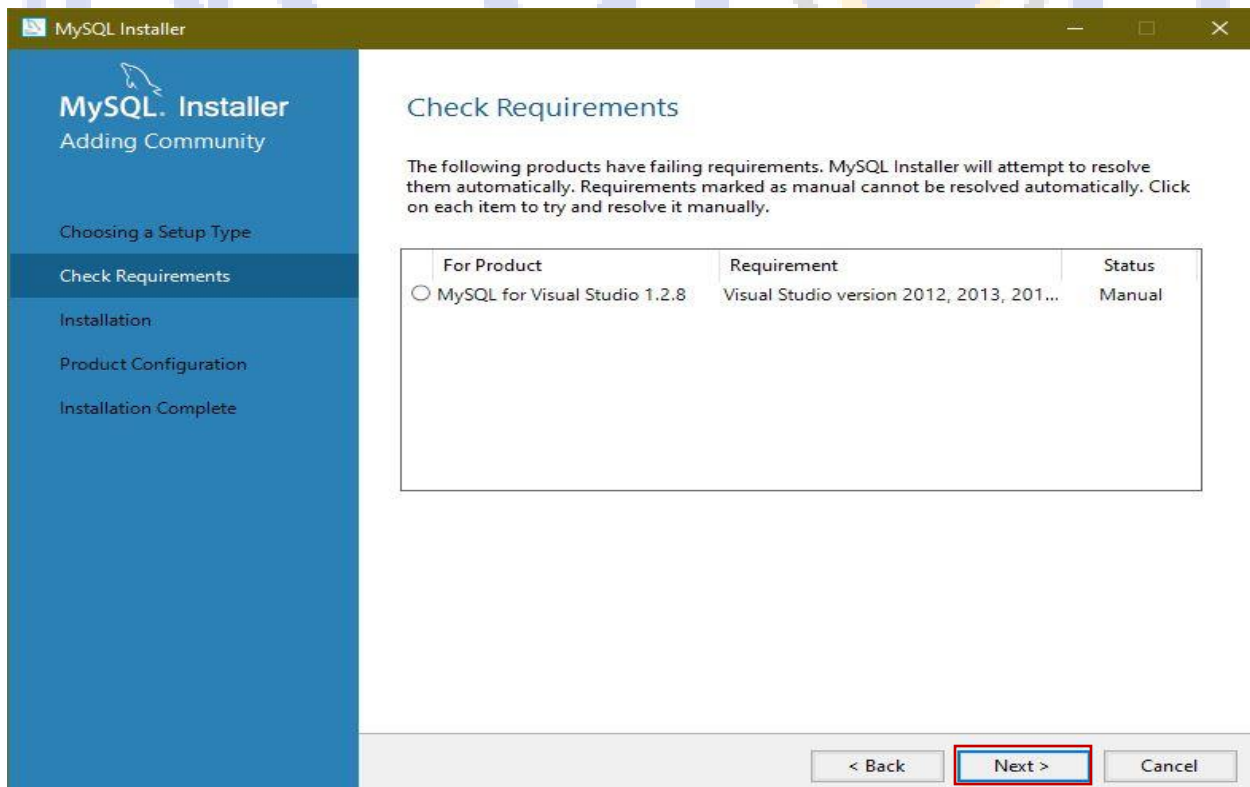 MySQL Installer
MySQL. Installer
Adding Community
Choosing a Setup Type
Check Requirements
Installation
Product Configuration
Installation Complete
Check Requirements
The following products have failing requirements. MySQL Installer will attempt to resolve
them automatically. Requirements marked as manual cannot be resolved automatically. Click
on each item to try and resolve it manually.
For Product Requirement Status
MySQL for Visual Studio 1.2.8 Visual Studio version 2012, 2013, 201... Manual
< Back Next > Cancel